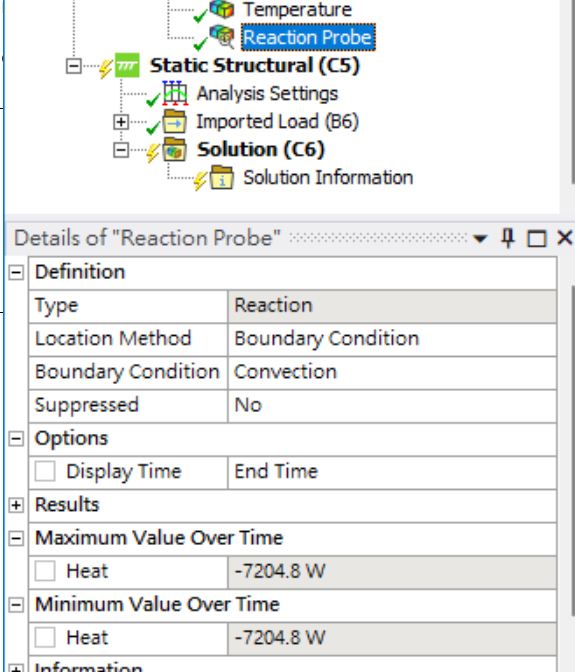 Temperature
Reaction Probe
Static Structural (C5)
Analysis Settings
Imported Load (B6)
Solution (C6)
Solution Information
Details of "Reaction Probe"
Definition
Type Reaction
Location Method Boundary Condition
Boundary Condition Convection
Suppressed No
Options
Display Time End Time
Results
Maximum Value Over Time
Heat -7204.8 W
Minimum Value Over Time
Heat -7204.8 W
Information